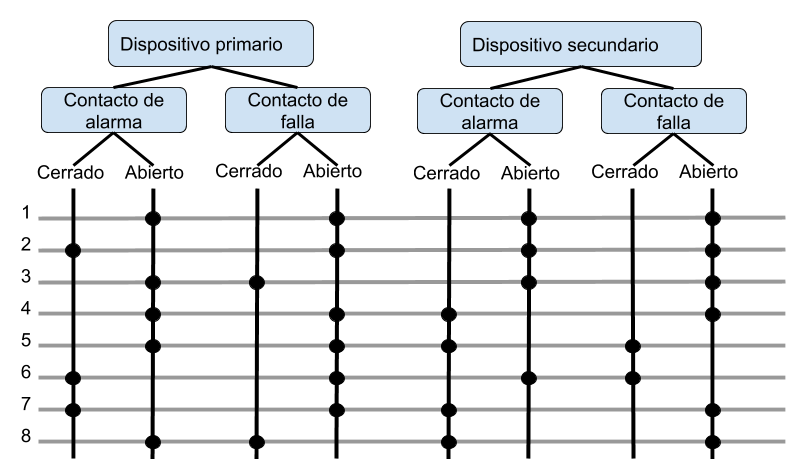 Dispositivo primario
Dispositivo secundario
Contacto de
alarma
Contacto de
falla
Contacto de
alarma
Contacto de
falla
Cerrado
Abierto
Cerrado
Abierto
Cerrado
Abierto
Cerrado
Abierto
1
2
3
4
5
6
7
8